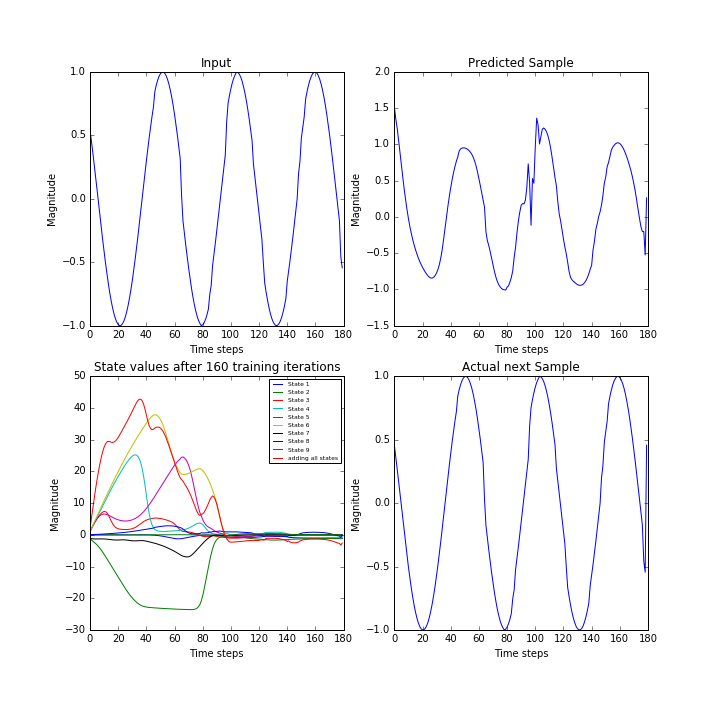 Input
1.0
0.5
0.0
−0.5
−1.0
Magnitude
0 20 40 60 80 100 120 140 160 180
Time steps
Predicted Sample
2.0
1.5
1.0
0.5
0.0
−0.5
−1.0
−1.5
Magnitude
0 20 40 60 80 100 120 140 160 180
Time steps
State values after 160 training iterations
50
40
30
20
10
0
−10
−20
−30
Magnitude
State 1
State 2
State 3
State 4
State 5
State 6
State 7
State 8
State 9
adding all states
0 20 40 60 80 100 120 140 160 180
Time steps
Actual next Sample
1.0
0.5
0.0
−0.5
−1.0
Magnitude
0 20 40 60 80 100 120 140 160 180
Time steps